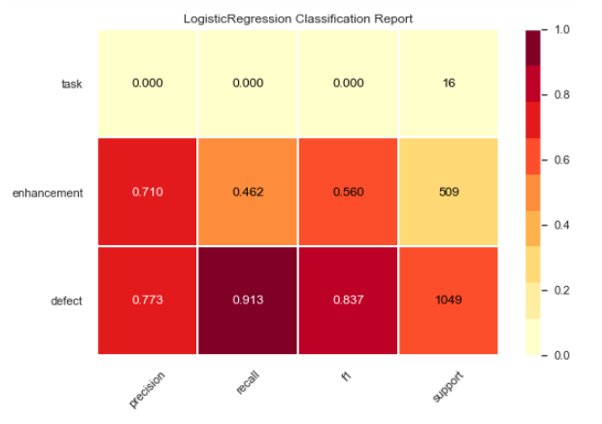 LogisticRegression Classification Report
1.0
task 0.000 0.000 0.000 16
0.8
enhancement 0.710 0.462 0.560 509
0.6
0.4
defect 0.773 0.913 0.837 1049
0.2
0.0
precision recall f1 support